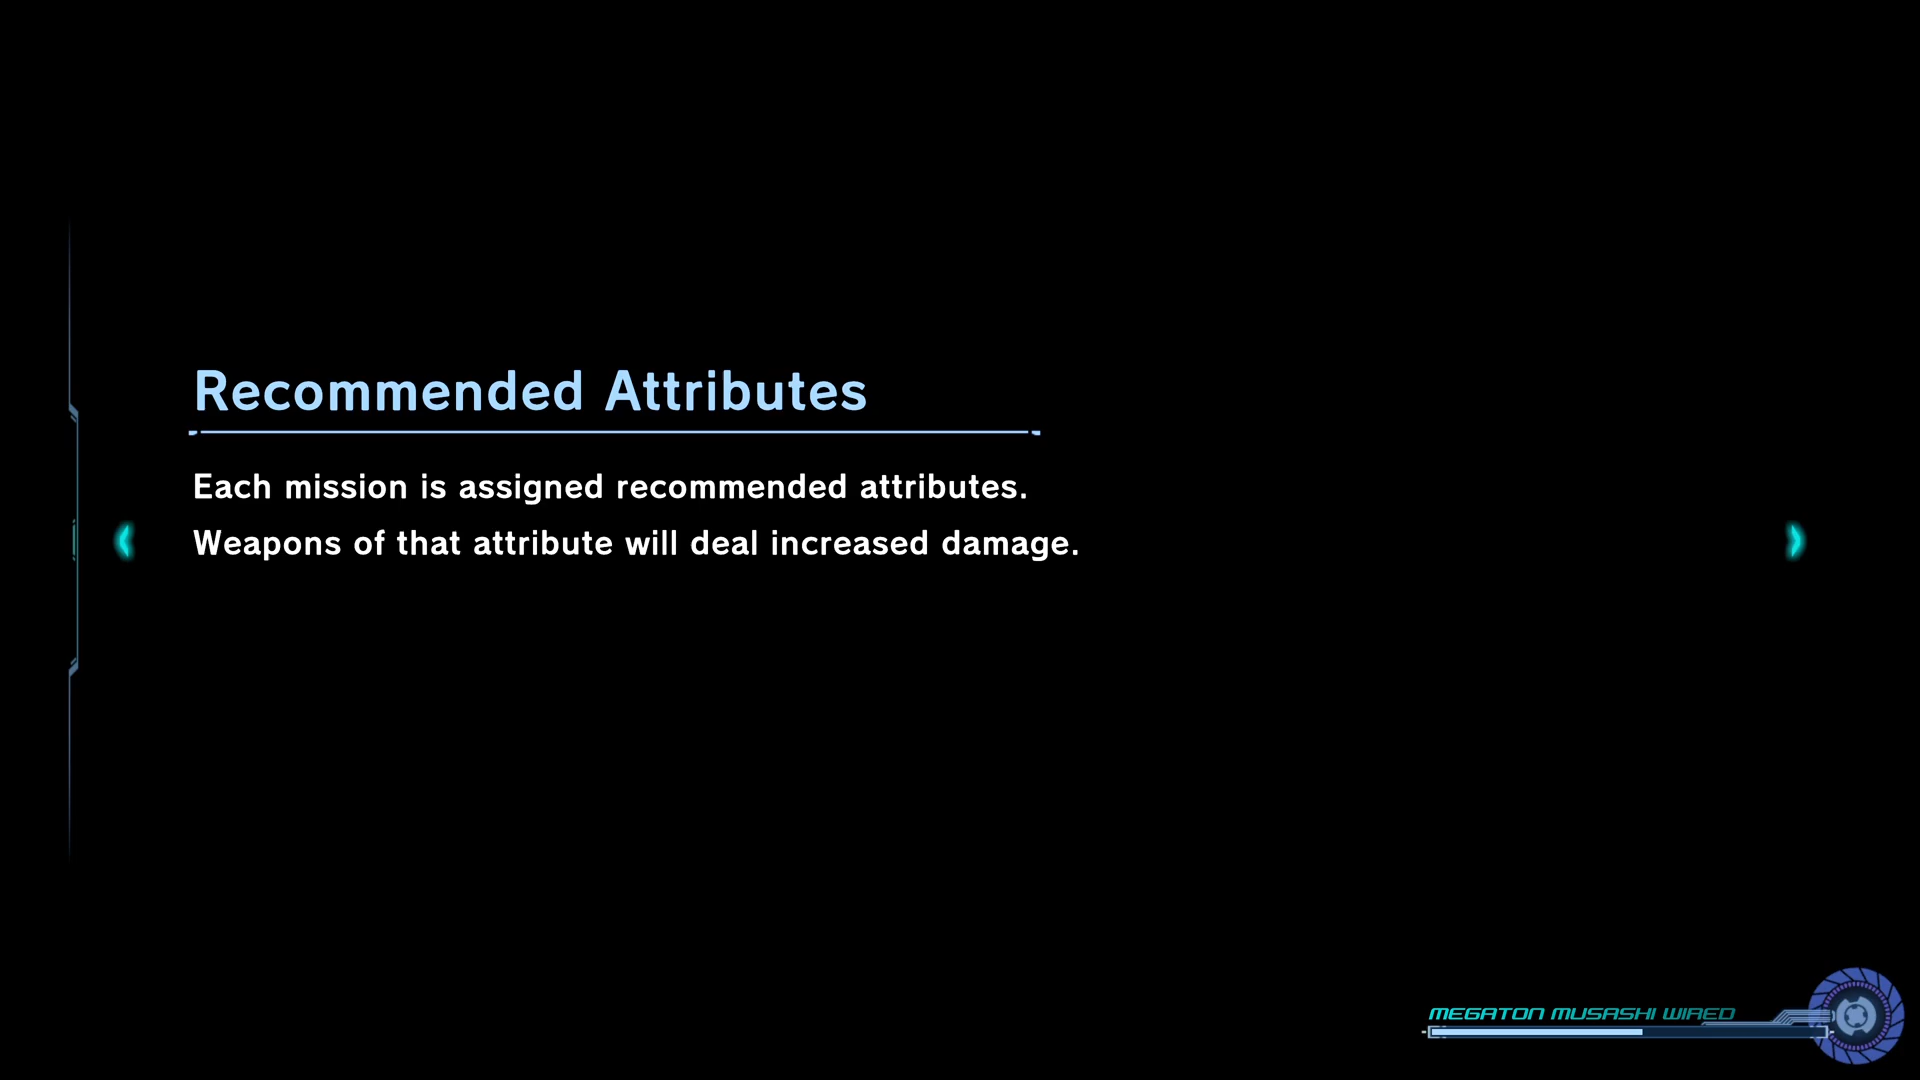 Recommended Attributes
Each mission is assigned recommended attributes.
Weapons of that attribute will deal increased damage.
MEGATON MUSASHI WIRED